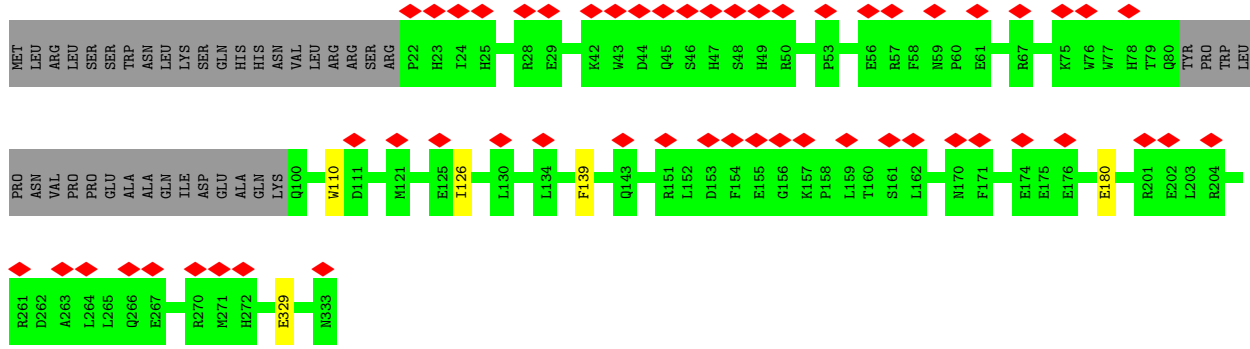 MET LEU ARG LEU SER SER TRP ASN LEU LYS SER GLN HIS HIS ASN VAL LEU ARG ARG SER ARG P22 H23 I24 H25 R28 E29 K42 W43 D44 Q45 S46 H47 S48 H49 R50 P53 E56 R57 F58 N59 P60 E61 R67 K75 W76 W77 H78 T79 Q80 TYR PRO TRP LEU
PRO ASN VAL PRO PRO GLU ALA ALA GLN ILE ASP GLU ALA GLN LYS Q100 W110 D111 M121 E125 I126 L130 L134 F139 Q143 R151 L152 D153 F154 E155 G156 K157 P158 L159 T160 S161 L162 N170 F171 E174 E175 E176 E180 R201 E202 L203 R204
R261 D262 A263 L264 L265 Q266 E267 R270 M271 H272 E329 N333